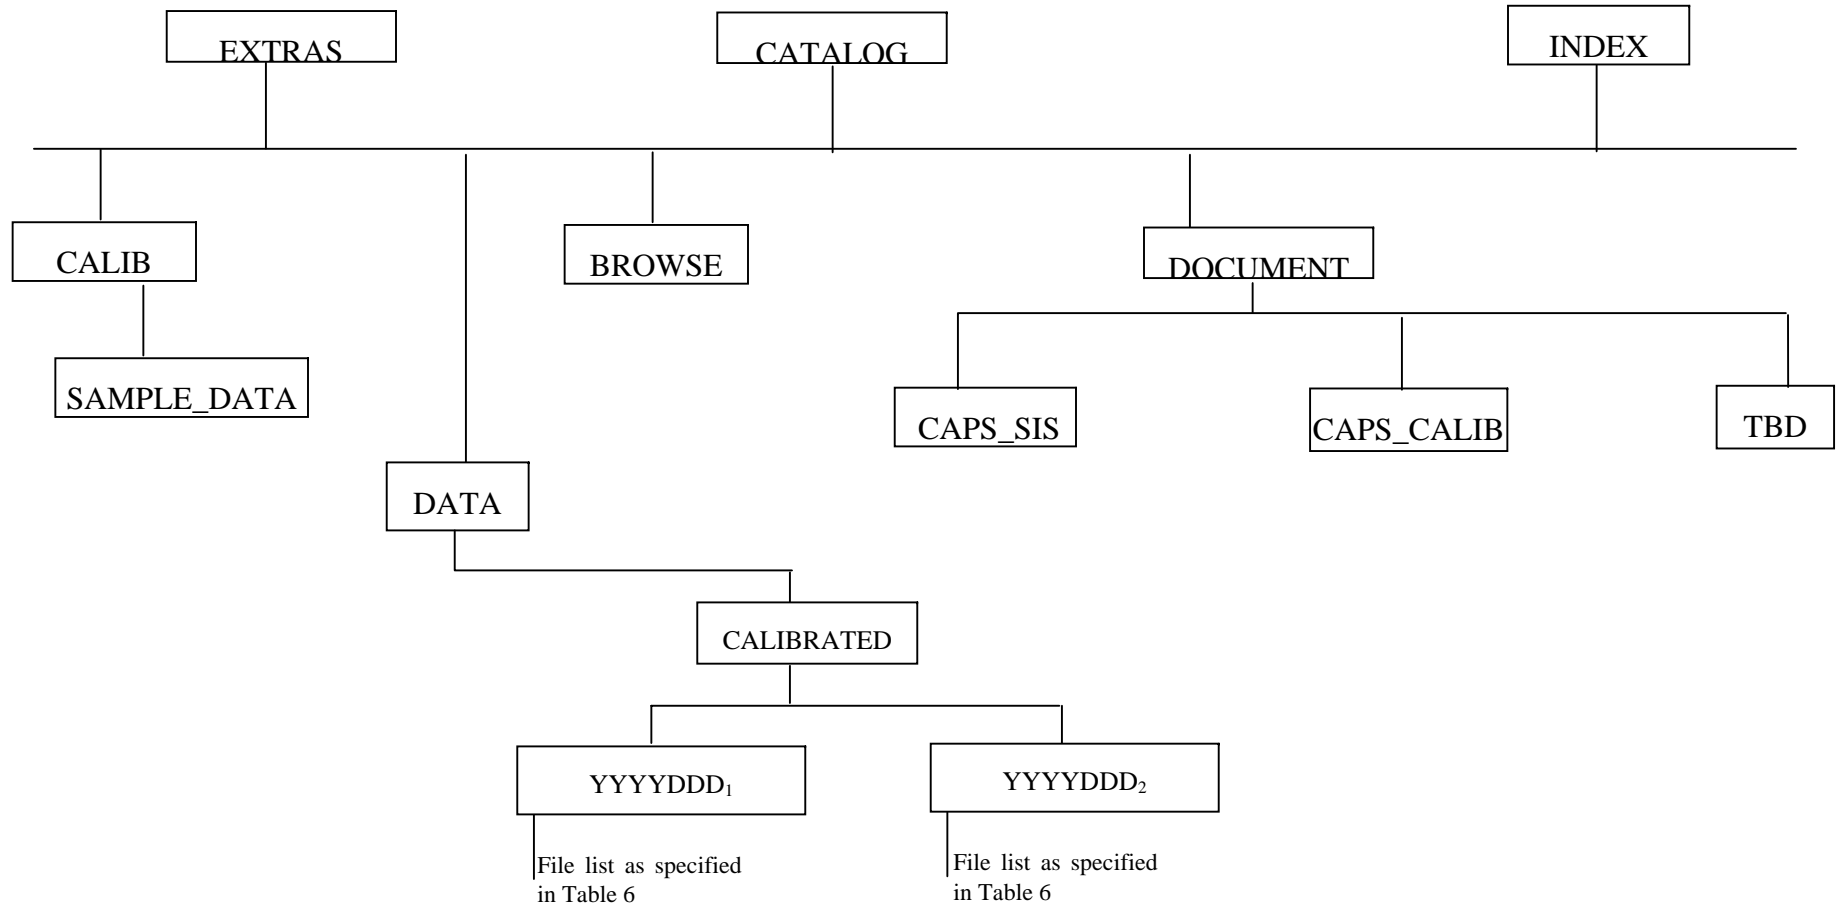 EXTRAS
CATALOG
INDEX
CALIB
BROWSE
DOCUMENT
SAMPLE_DATA
CAPS_SIS
CAPS_CALIB
TBD
DATA
CALIBRATED
YYYYDDD₁
YYYYDDD₂
File list as specified
in Table 6
File list as specified
in Table 6